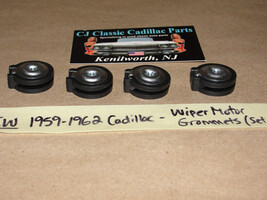 CJ Classic Cadillac Parts
Kenilworth, NJ
1959-1962 Cadillac - Wiper Motor
Grommets (Set